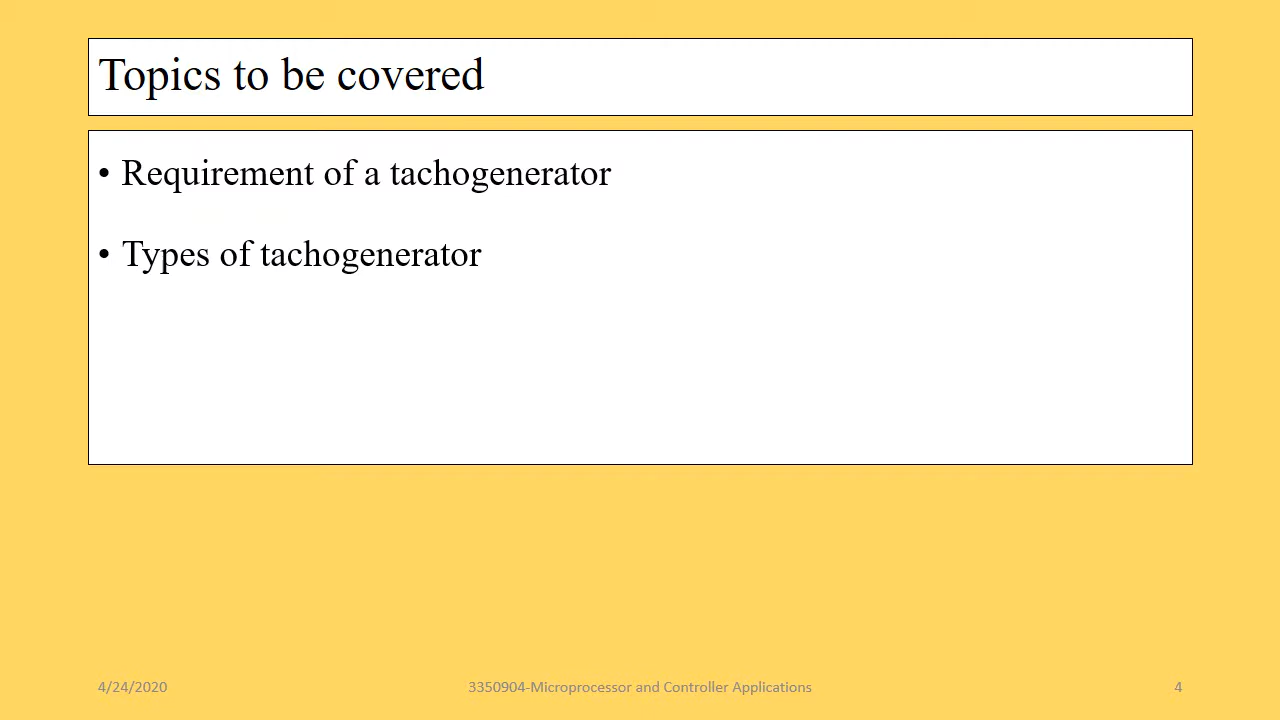 Topics to be covered
• Requirement of a tachogenerator
• Types of tachogenerator
4/24/2020
3350904-Microprocessor and Controller Applications
4